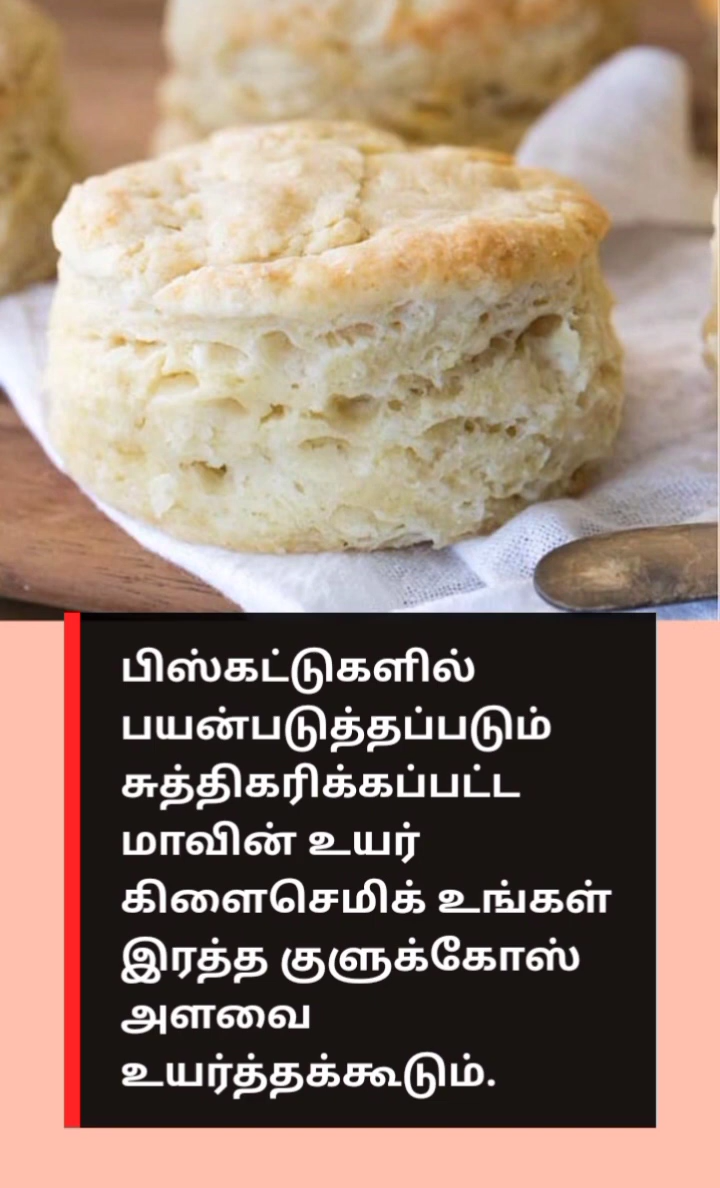 பிஸ்கட்டுகளில்
பயன்படுத்தப்படும்
சுத்திகரிக்கப்பட்ட
மாவின் உயர்
கிளைசெமிக் உங்கள்
இரத்த குளுக்கோஸ்
அளவை
உயர்த்தக்கூடும்.